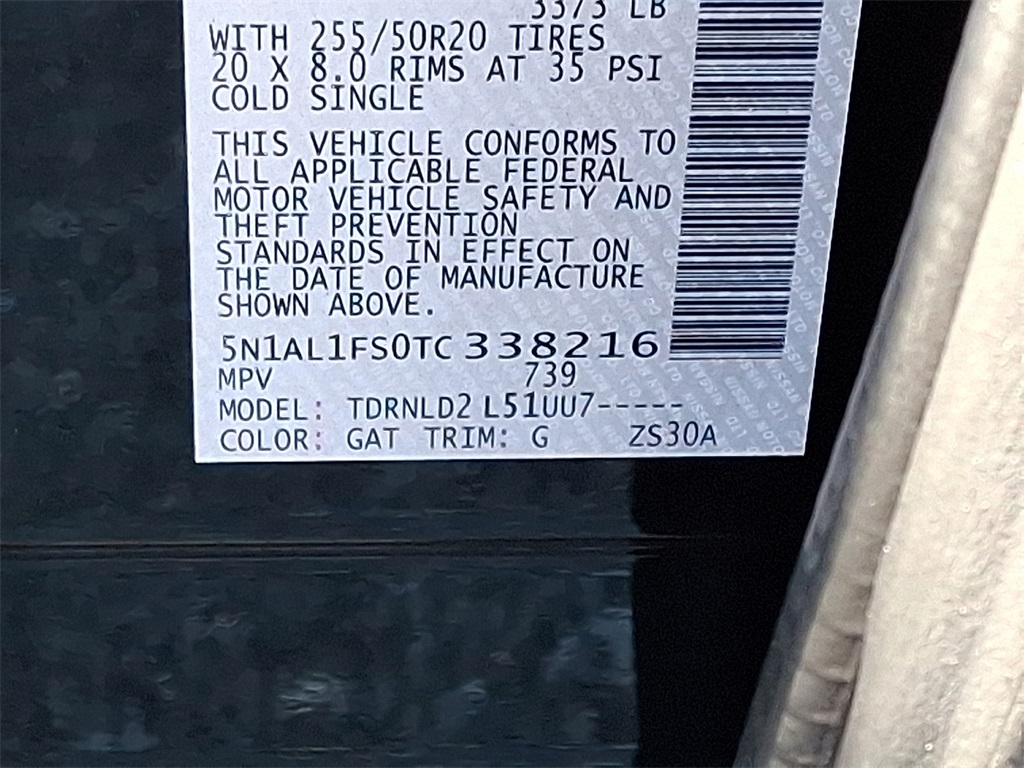 3373 LB
WITH 255/50R20 TIRES
20 X 8.0 RIMS AT 35 PSI
COLD SINGLE
THIS VEHICLE CONFORMS TO
ALL APPLICABLE FEDERAL
MOTOR VEHICLE SAFETY AND
THEFT PREVENTION
STANDARDS IN EFFECT ON
THE DATE OF MANUFACTURE
SHOWN ABOVE.
5N1AL1FS0TC338216
MPV 739
MODEL: TDRNLD2 L51UU7-----
COLOR: GAT TRIM: G ZS30A